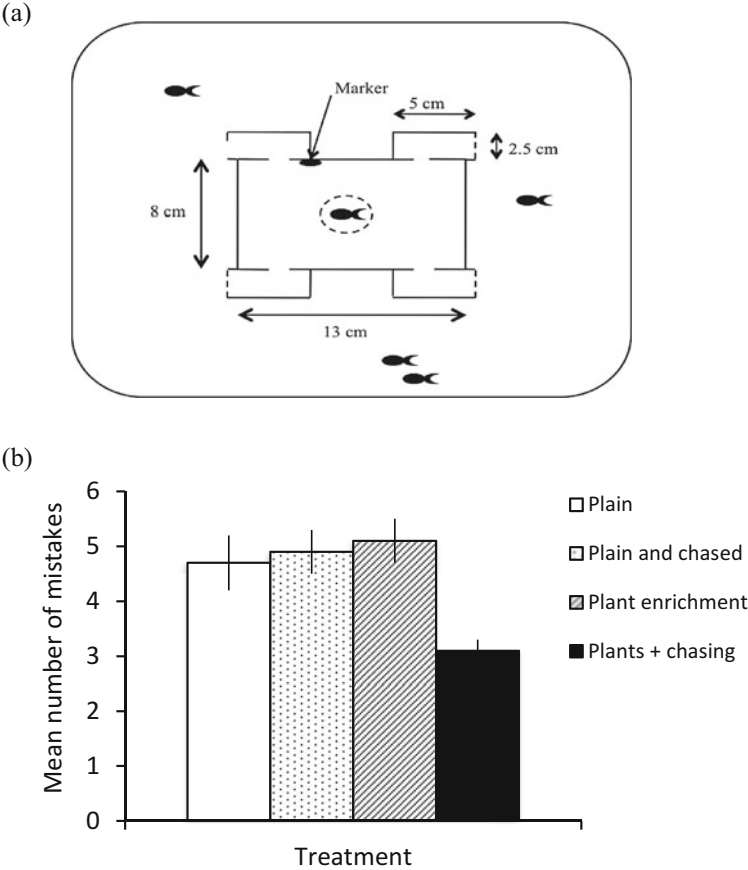 (a)
Marker
5 cm
2.5 cm
8 cm
13 cm
(b)
Mean number of mistakes
6
5
4
3
2
1
0
Treatment
Plain
Plain and chased
Plant enrichment
Plants + chasing